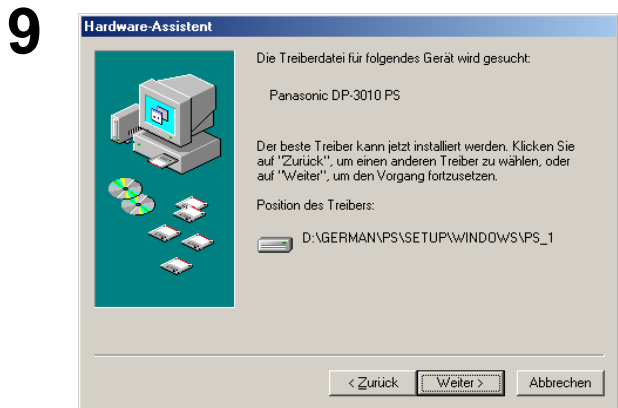 9
Hardware-Assistent
Die Treiberdatei für folgendes Gerät wird gesucht:
Panasonic DP-3010 PS
Der beste Treiber kann jetzt installiert werden. Klicken Sie
auf "Zurück", um einen anderen Treiber zu wählen, oder
auf "Weiter", um den Vorgang fortzusetzen.
Position des Treibers:
D:\GERMAN\PS\SETUP\WINDOWS\PS_1
< Zurück Weiter > Abbrechen